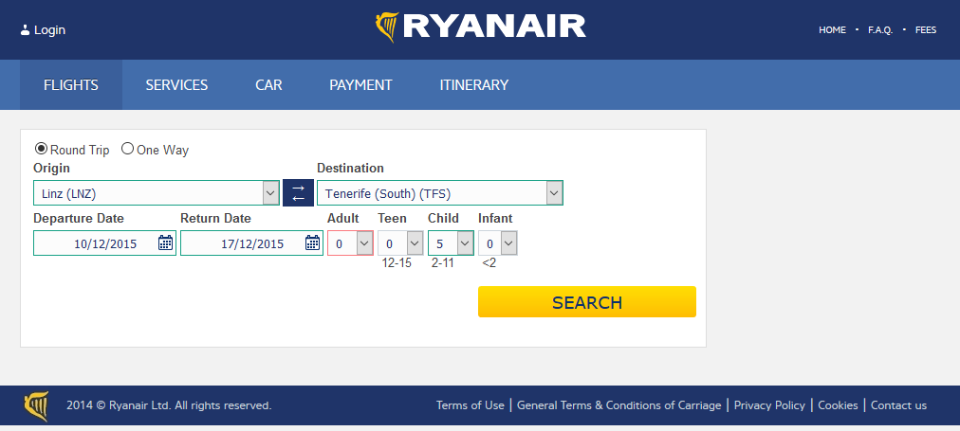 Login
RYANAIR
HOME • F.A.Q. • FEES
FLIGHTS SERVICES CAR PAYMENT ITINERARY
Round Trip One Way
Origin Destination
Linz (LNZ) Tenerife (South) (TFS)
Departure Date Return Date Adult Teen Child Infant
10/12/2015 17/12/2015 0 0 5 0
12-15 2-11 <2
SEARCH
2014 © Ryanair Ltd. All rights reserved. Terms of Use | General Terms & Conditions of Carriage | Privacy Policy | Cookies | Contact us